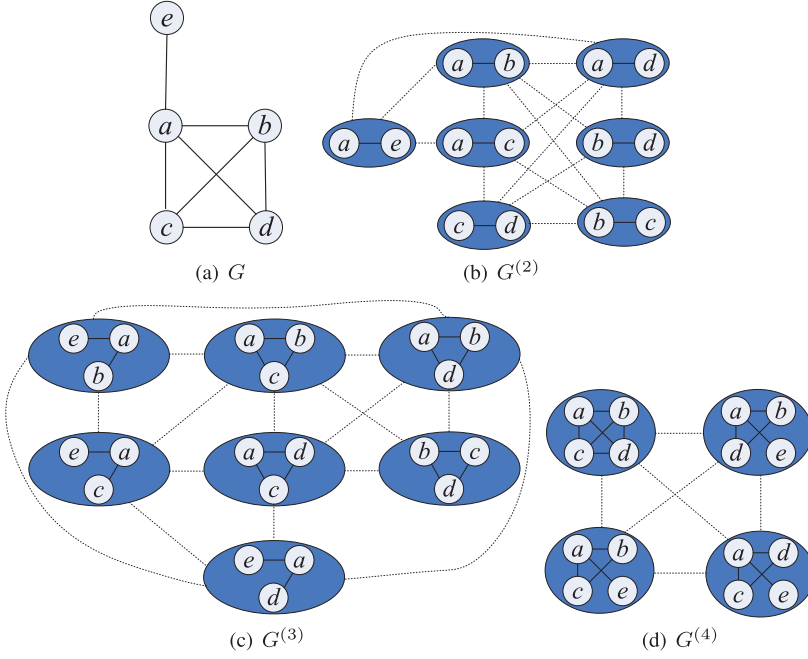 e
a b
c d
(a) G
a b a d
a e a c b d
c d b c
(b) G^(2)
e a b
a b c
a b d
e a c
a d c
b c d
e a d
(c) G^(3)
a b c d
a b d e
a b c e
a d c e
(d) G^(4)